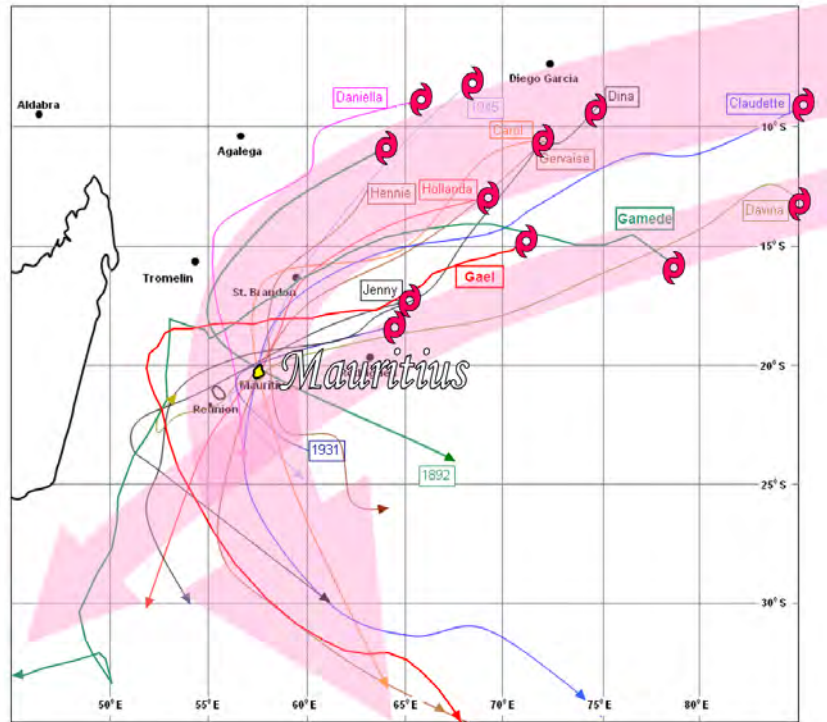 Diego Garcia
Dina
Daniella
Claudette
Aldabra
1945
Carol
10° S
Agalega
Gervaise
Hennie
Hollanda
Gamede
Davina
15° S
Tromelin
Gael
St. Brandon
Jenny
Mauritius
20° S
Reunion
1931
1892
25° S
30° S
50° E
55° E
60° E
65° E
70° E
75° E
80° E